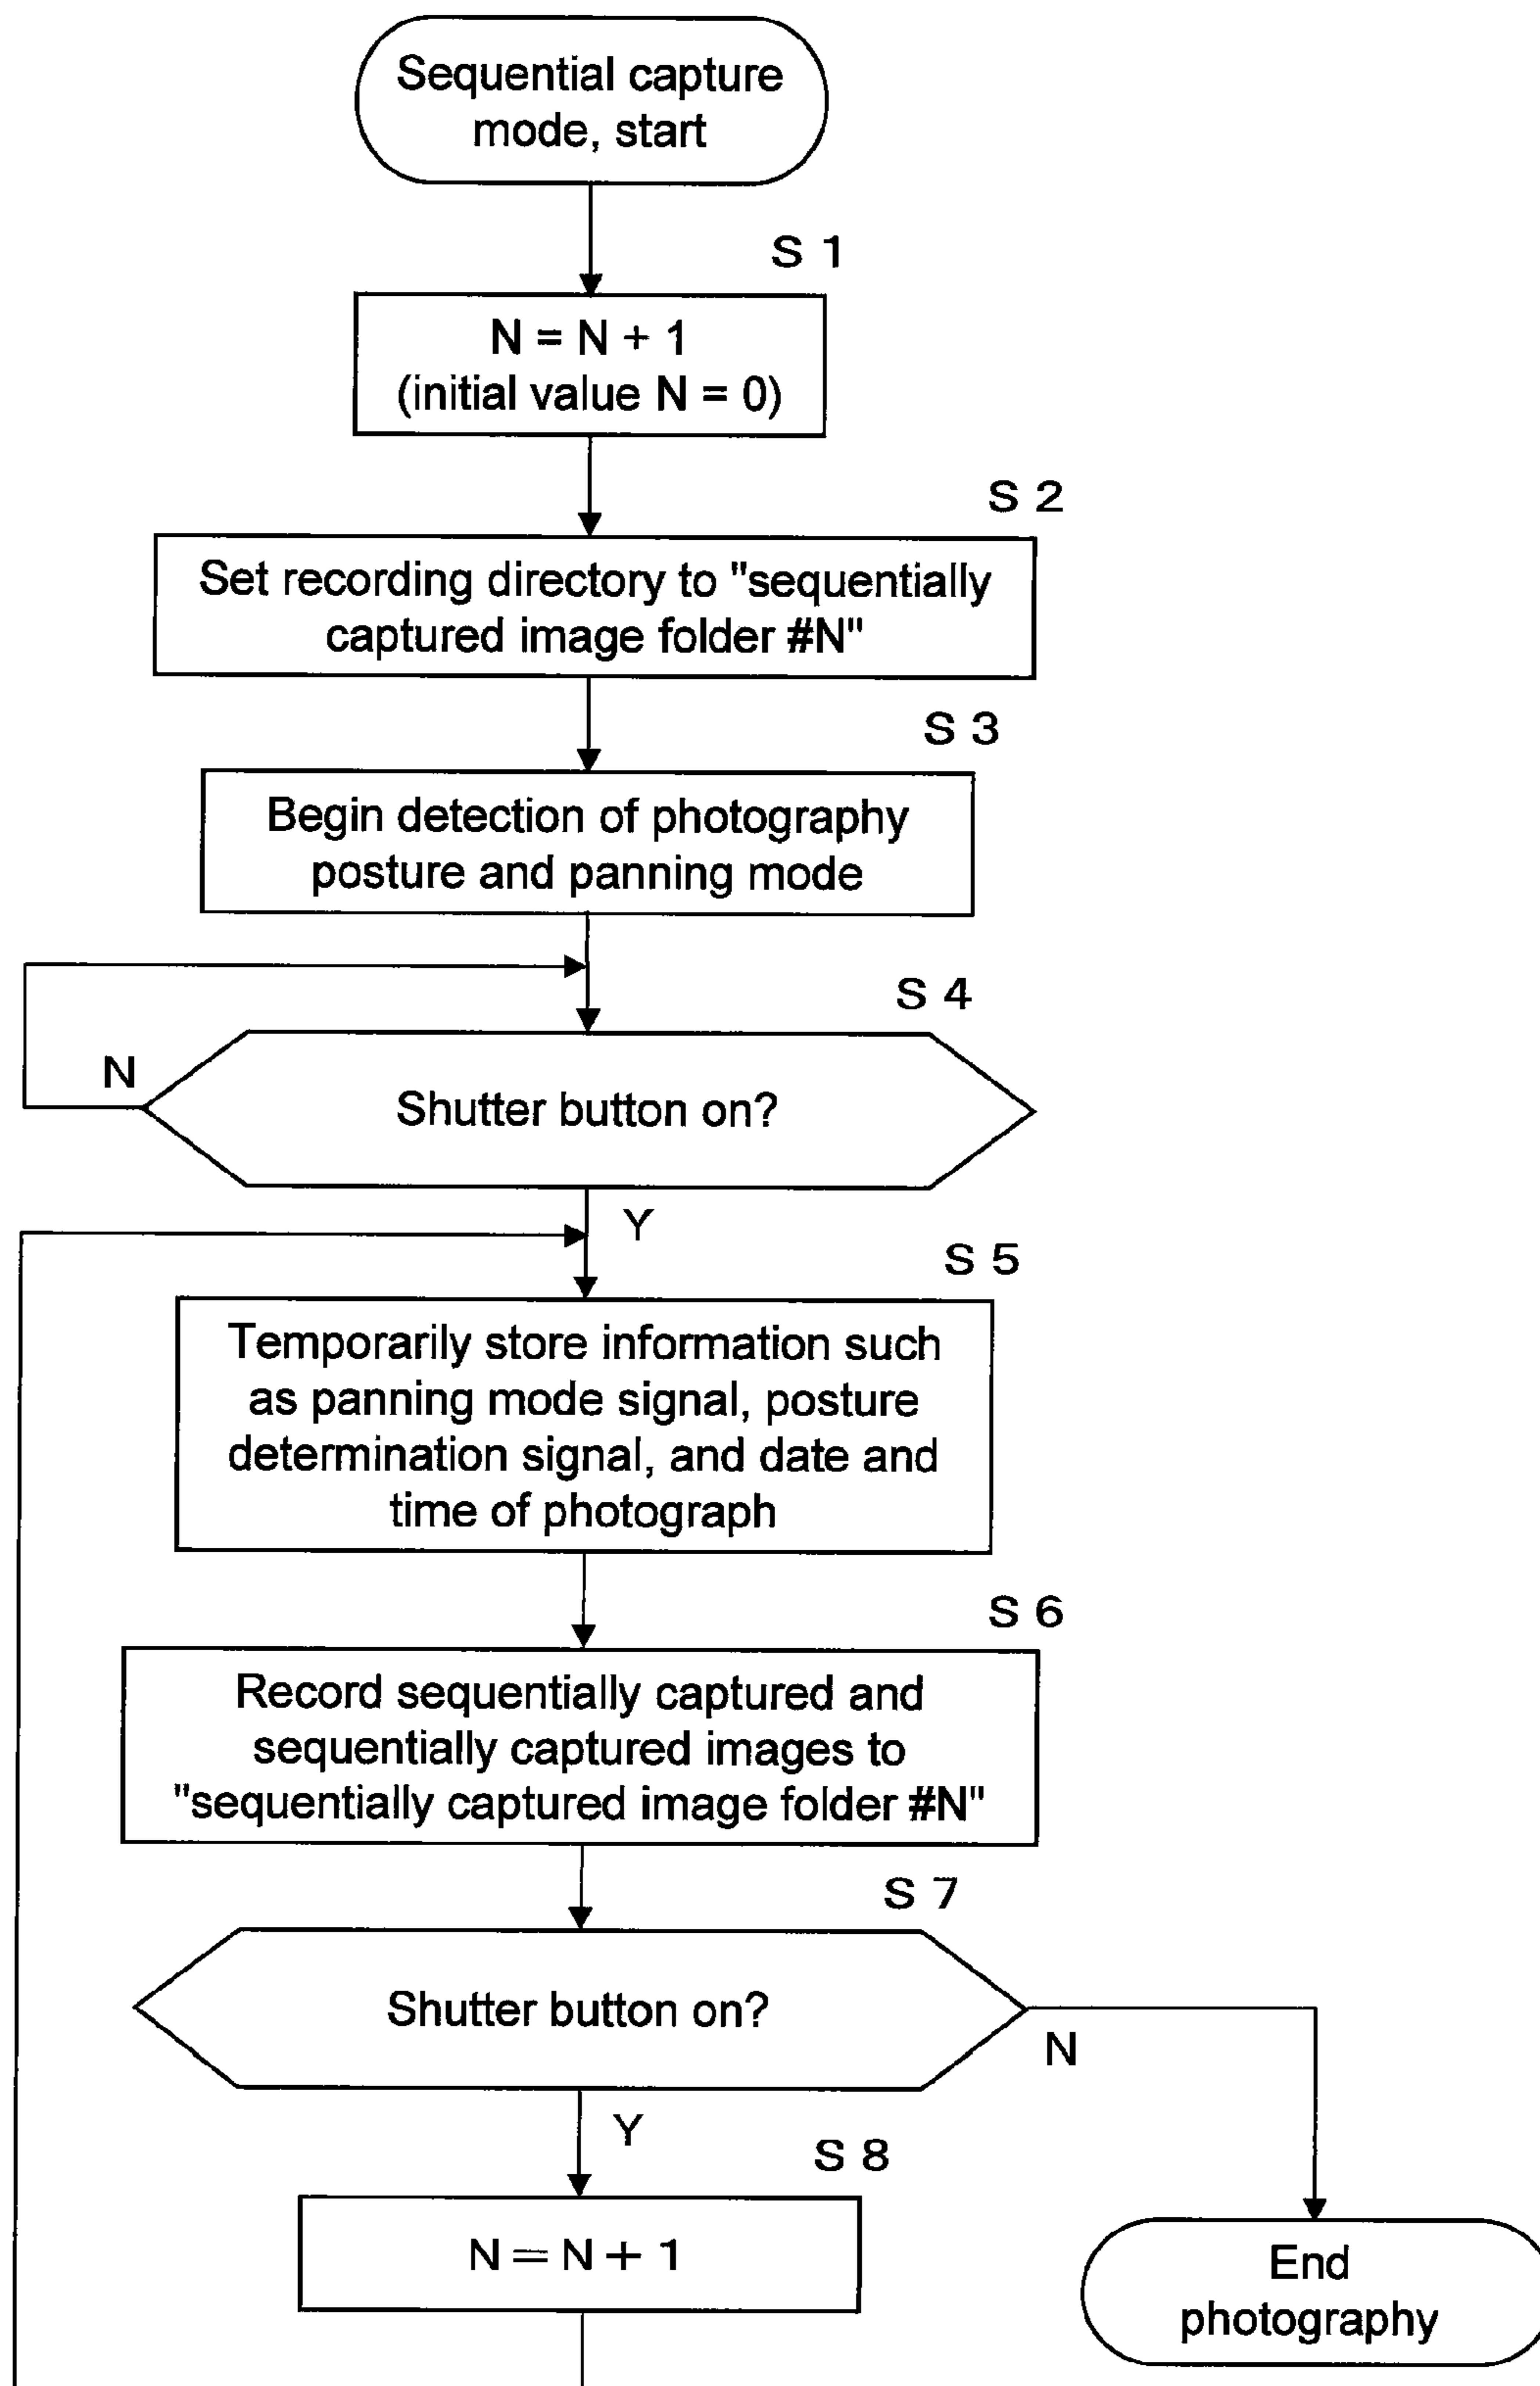 Sequential capture
mode, start
S 1
N = N + 1
(initial value N = 0)
S 2
Set recording directory to "sequentially
captured image folder #N"
S 3
Begin detection of photography
posture and panning mode
S 4
N
Shutter button on?
Y
S 5
Temporarily store information such
as panning mode signal, posture
determination signal, and date and
time of photograph
S 6
Record sequentially captured and
sequentially captured images to
"sequentially captured image folder #N"
S 7
Shutter button on?
N
Y
S 8
N = N + 1
End
photography